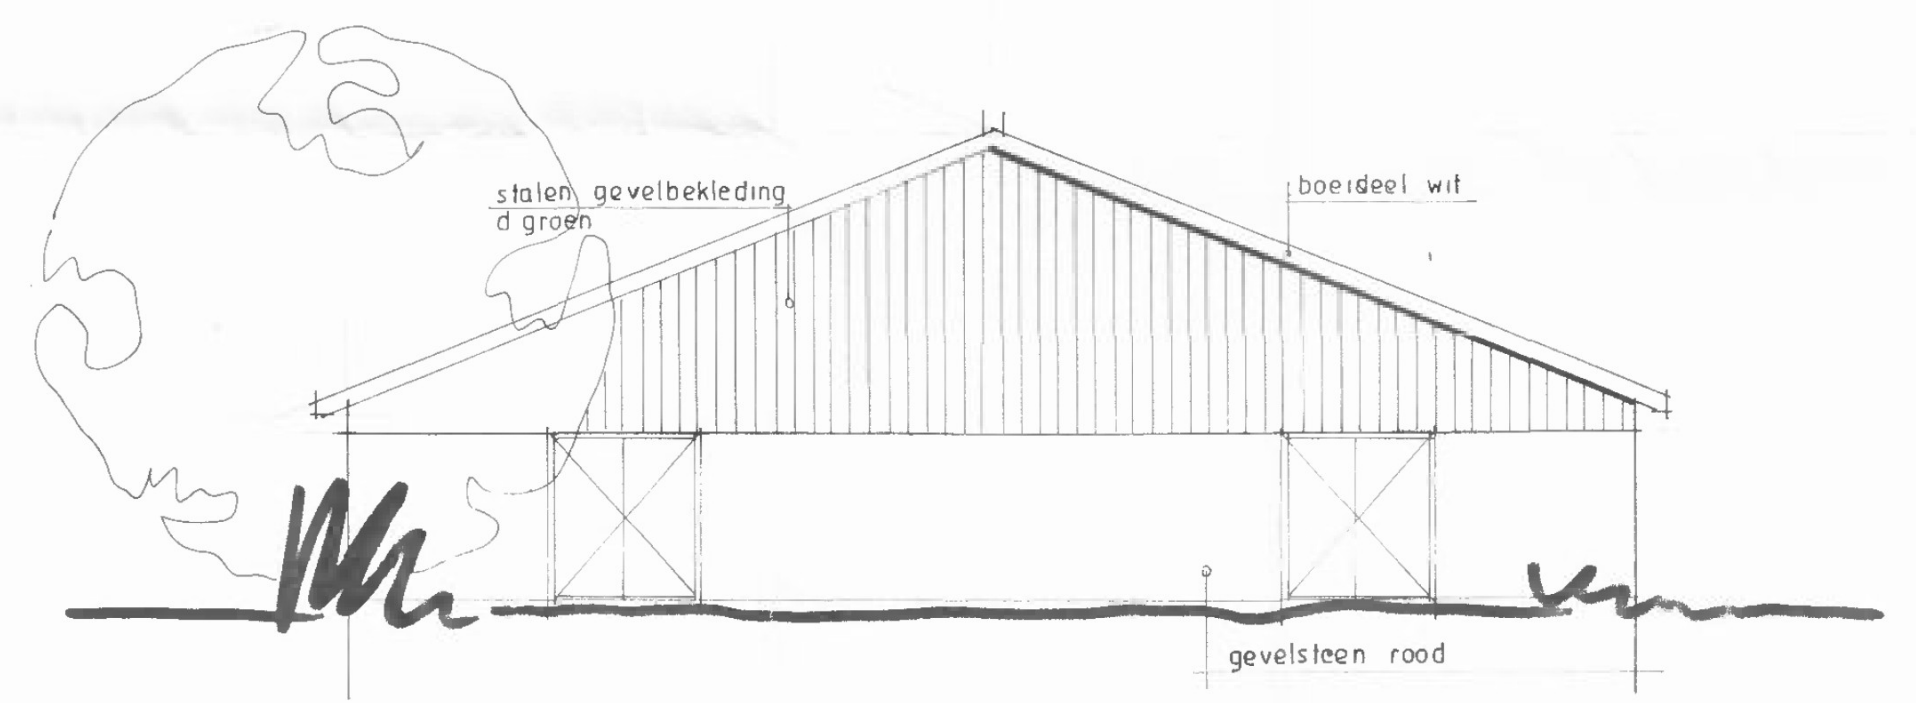 stalen gevelbekleding
d groen
boeideel wit
gevelsteen rood